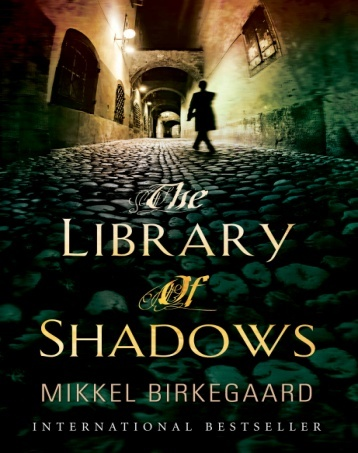 The
LIBRARY
Of
SHADOWS
MIKKEL BIRKEGAARD
INTERNATIONAL BESTSELLER